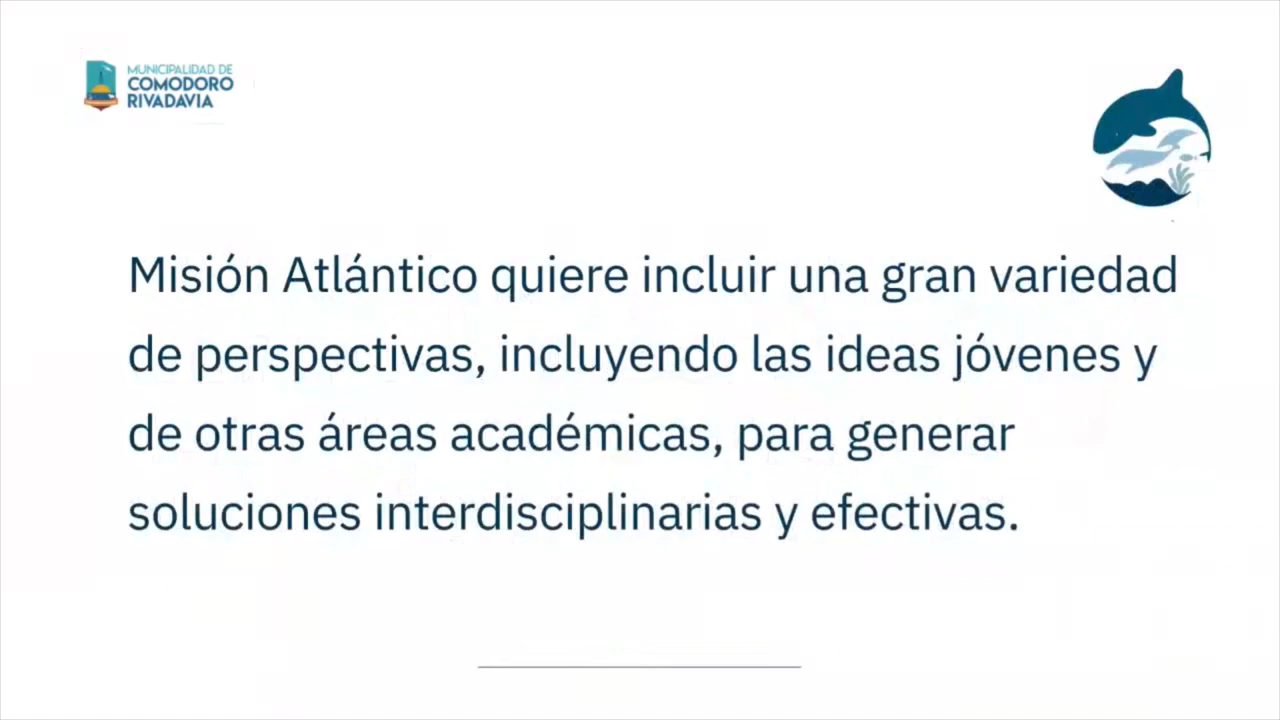 MUNICIPALIDAD DE
COMODORO
RIVADAVIA
Misión Atlántico quiere incluir una gran variedad
de perspectivas, incluyendo las ideas jóvenes y
de otras áreas académicas, para generar
soluciones interdisciplinarias y efectivas.